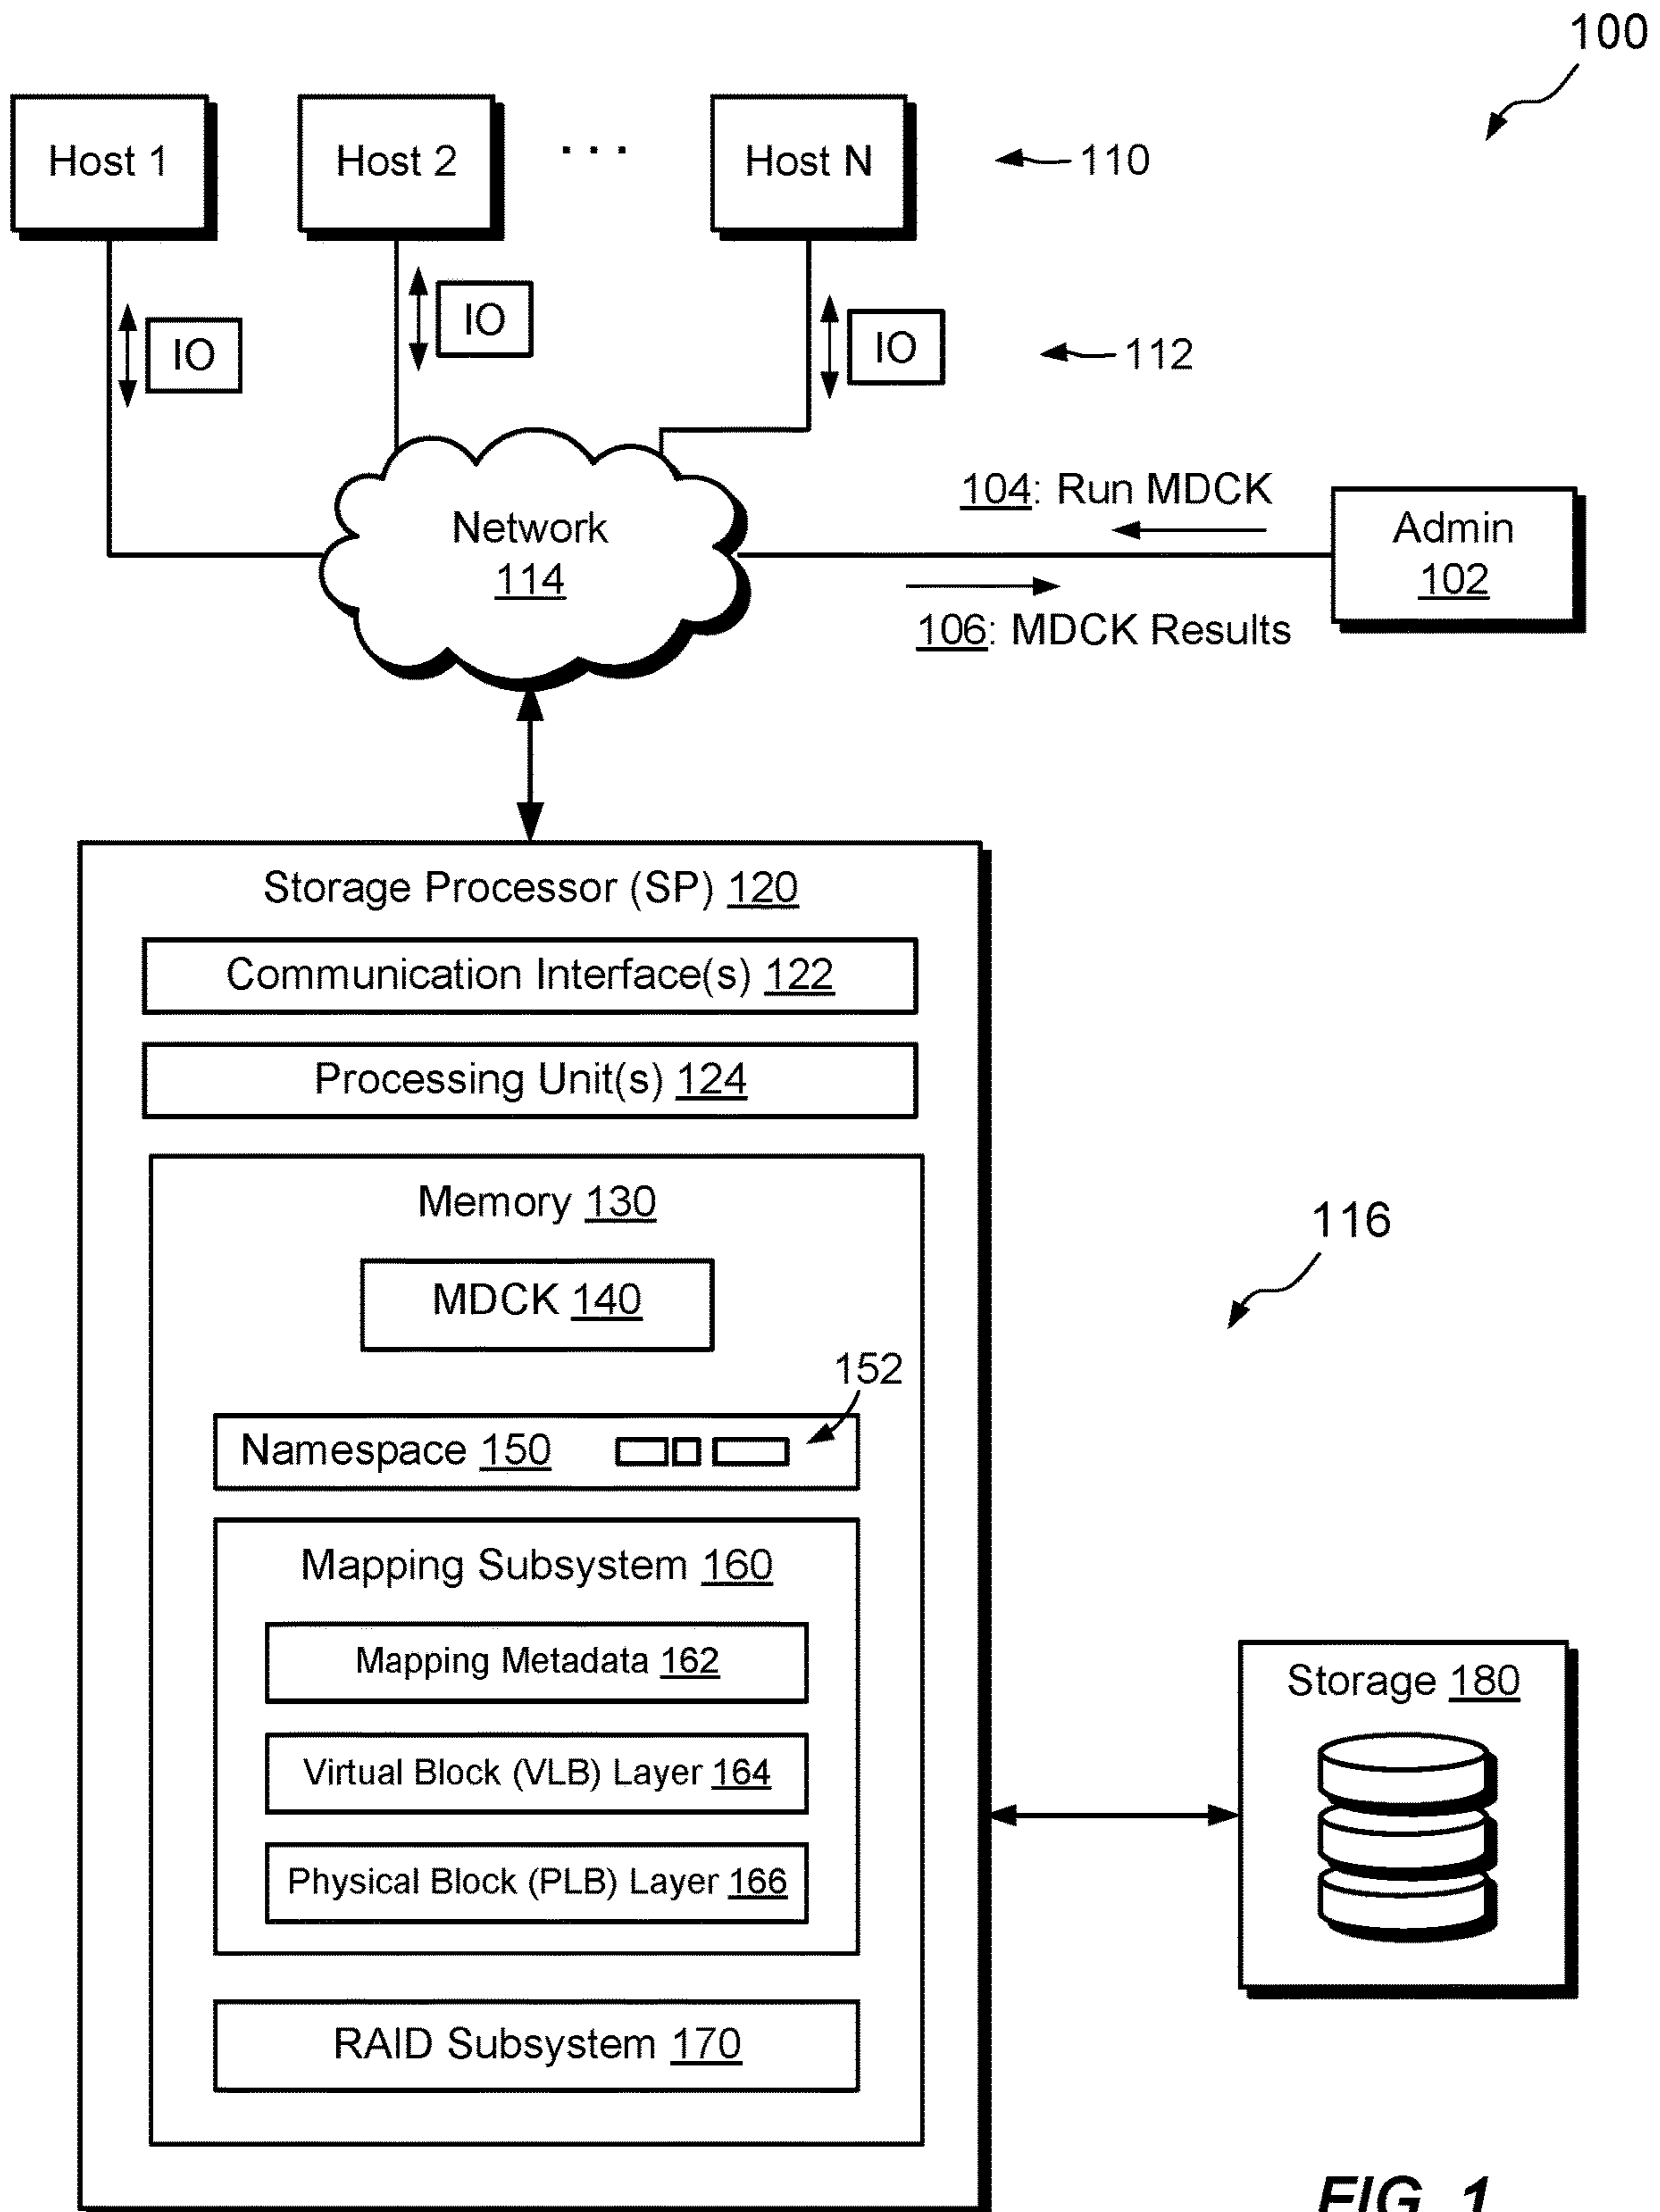 100
Host 1
Host 2
. . .
Host N
110
IO
IO
IO
112
104: Run MDCK
Network
114
Admin
102
106: MDCK Results
Storage Processor (SP) 120
Communication Interface(s) 122
Processing Unit(s) 124
Memory 130
116
MDCK 140
152
Namespace 150
Mapping Subsystem 160
Mapping Metadata 162
Storage 180
Virtual Block (VLB) Layer 164
Physical Block (PLB) Layer 166
RAID Subsystem 170
FIG. 1